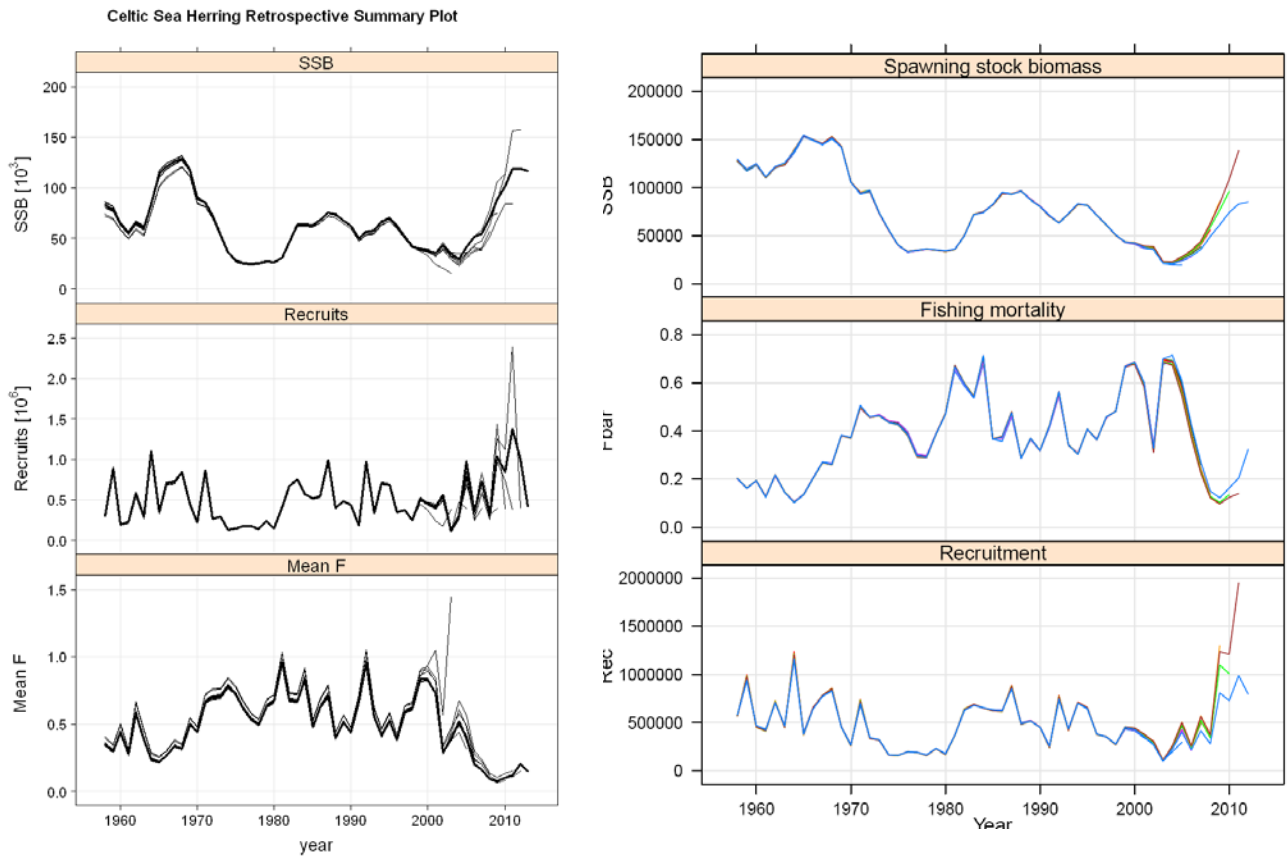 Celtic Sea Herring Retrospective Summary Plot
SSB
200
150
100
50
0
SSB [10³]
Recruits
2.5
2.0
1.5
1.0
0.5
0.0
Recruits [10⁶]
Mean F
1.5
1.0
0.5
0.0
Mean F
1960 1970 1980 1990 2000 2010
year
Spawning stock biomass
200000
150000
100000
50000
0
SSB
Fishing mortality
0.8
0.6
0.4
0.2
0.0
Fbar
Recruitment
2000000
1500000
1000000
500000
0
Rec
1960 1970 1980 1990 2000 2010
Year